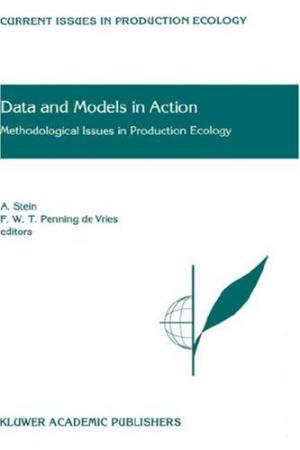 CURRENT ISSUES IN PRODUCTION ECOLOGY
Data and Models in Action
Methodological Issues in Production Ecology
A. Stein
F. W. T. Penning de Vries
editors
KLUWER ACADEMIC PUBLISHERS